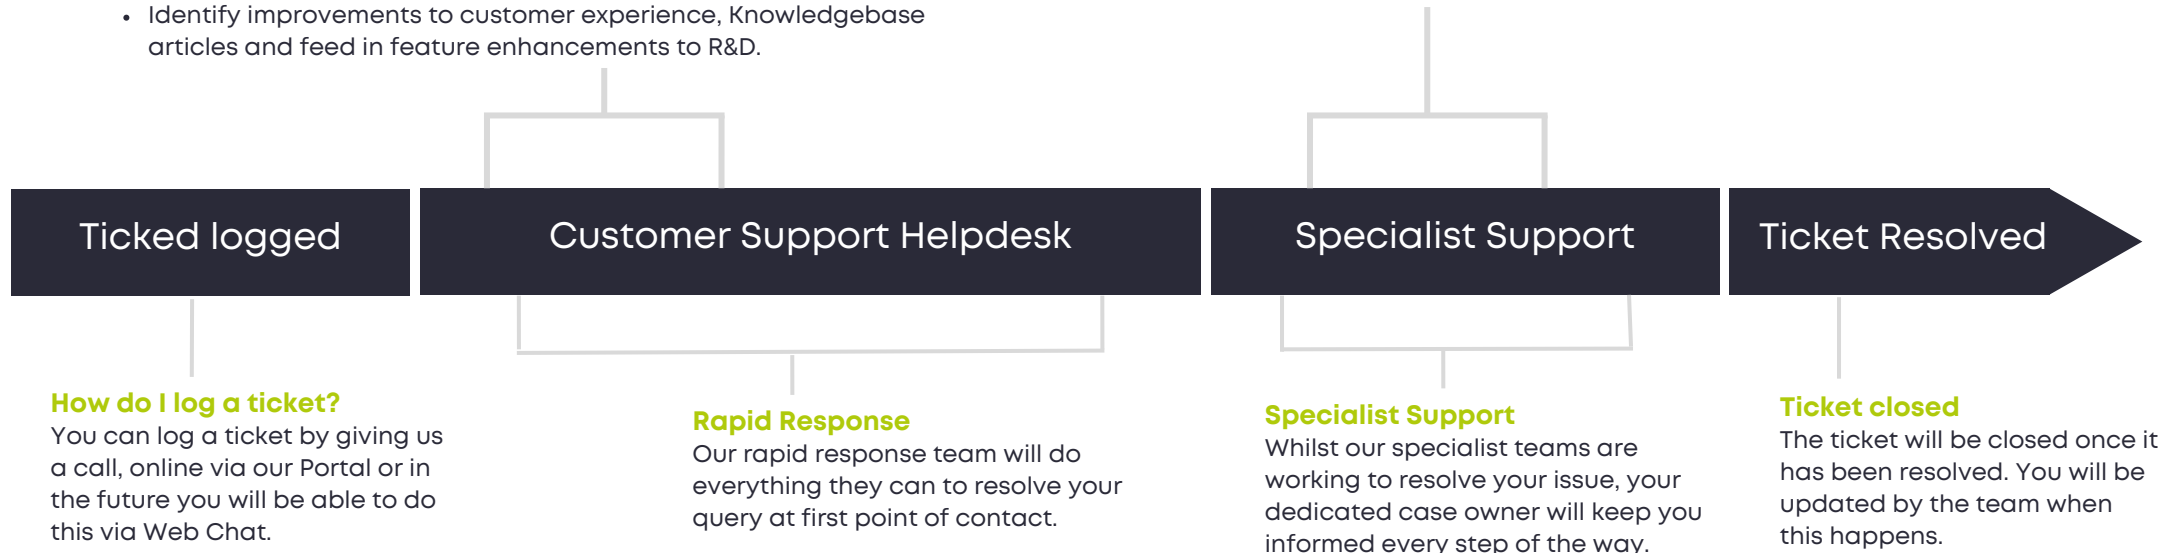 • Identify improvements to customer experience, Knowledgebase
articles and feed in feature enhancements to R&D.
Ticked logged
Customer Support Helpdesk
Specialist Support
Ticket Resolved
How do I log a ticket?
You can log a ticket by giving us
a call, online via our Portal or in
the future you will be able to do
this via Web Chat.
Rapid Response
Our rapid response team will do
everything they can to resolve your
query at first point of contact.
Specialist Support
Whilst our specialist teams are
working to resolve your issue, your
dedicated case owner will keep you
informed every step of the way.
Ticket closed
The ticket will be closed once it
has been resolved. You will be
updated by the team when
this happens.